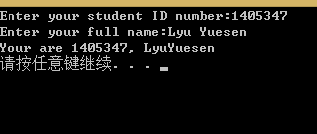 Enter your student ID number:1405347
Enter your full name:Lyu Yuesen
Your are 1405347, LyuYuesen
请按任意键继续. . .